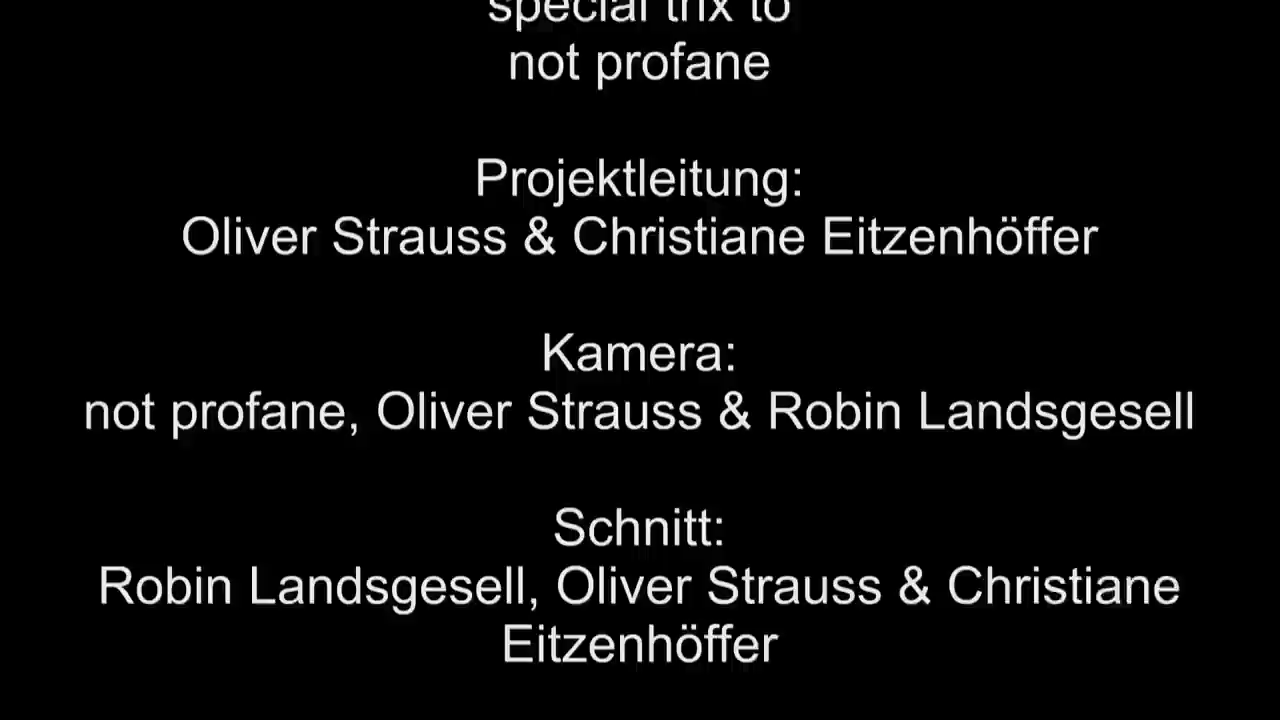 special trix to
not profane
Projektleitung:
Oliver Strauss & Christiane Eitzenhöffer
Kamera:
not profane, Oliver Strauss & Robin Landsgesell
Schnitt:
Robin Landsgesell, Oliver Strauss & Christiane
Eitzenhöffer